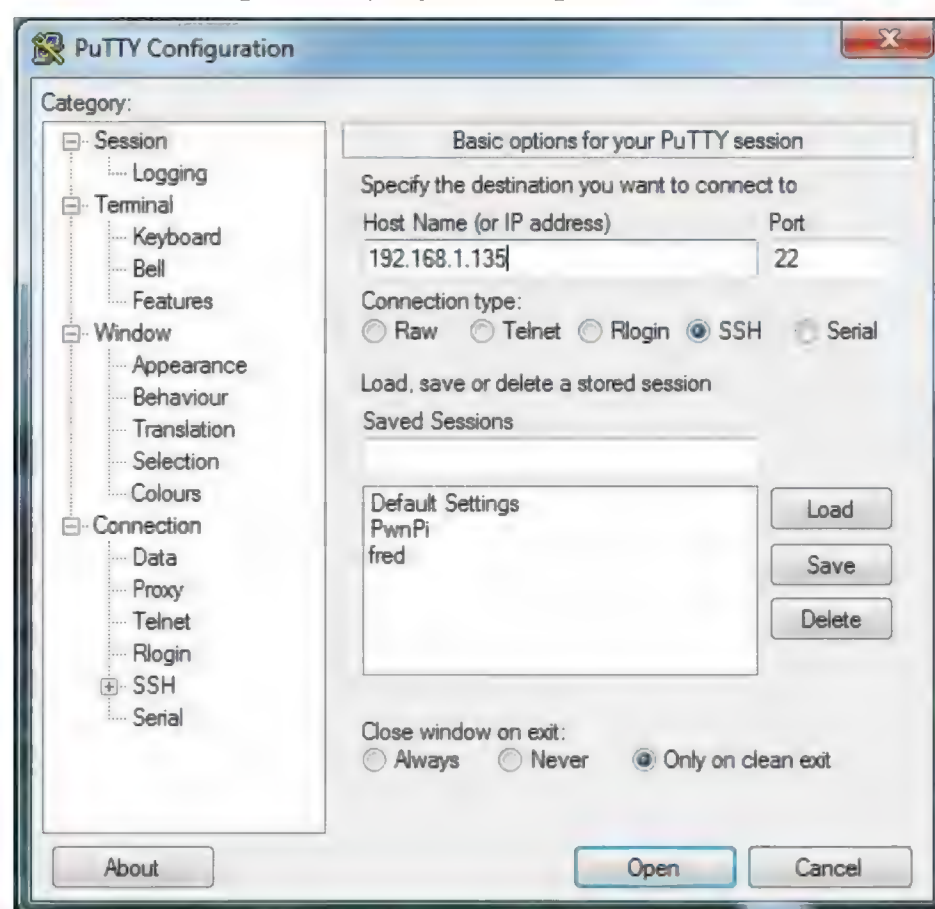 PuTTY Configuration
Category:
Session
Logging
Terminal
Keyboard
Bell
Features
Window
Appearance
Behaviour
Translation
Selection
Colours
Connection
Data
Proxy
Telnet
Rlogin
SSH
Serial
Basic options for your PuTTY session
Specify the destination you want to connect to
Host Name (or IP address) Port
192.168.1.135 22
Connection type:
Raw Telnet Rlogin SSH Serial
Load, save or delete a stored session
Saved Sessions
Default Settings
PwnPi
fred
Load
Save
Delete
Close window on exit:
Always Never Only on clean exit
About Open Cancel